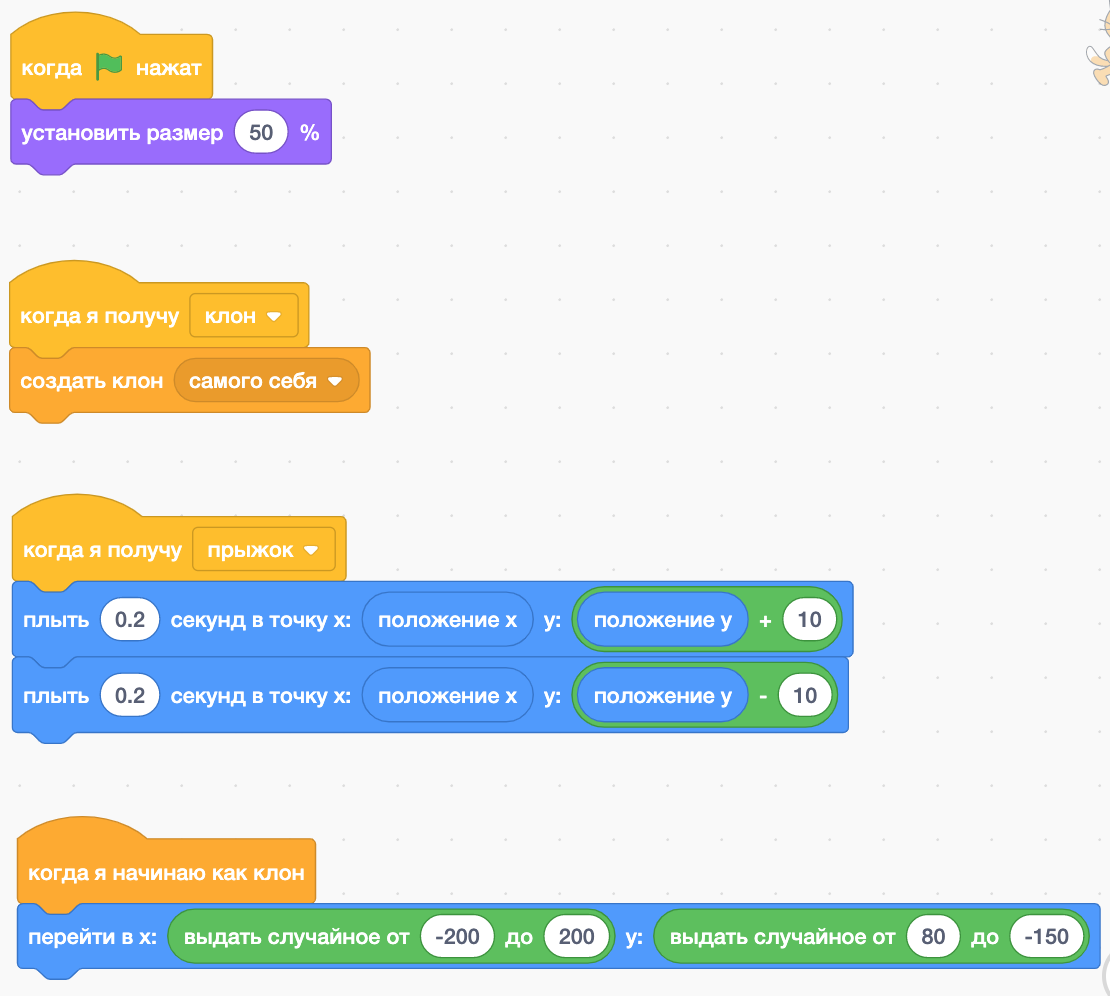 когда нажат
установить размер 50 %
когда я получу клон
создать клон самого себя
когда я получу прыжок
плыть 0.2 секунд в точку x: положение x y: положение y + 10
плыть 0.2 секунд в точку x: положение x y: положение y - 10
когда я начинаю как клон
перейти в x: выдать случайное от -200 до 200 y: выдать случайное от 80 до -150